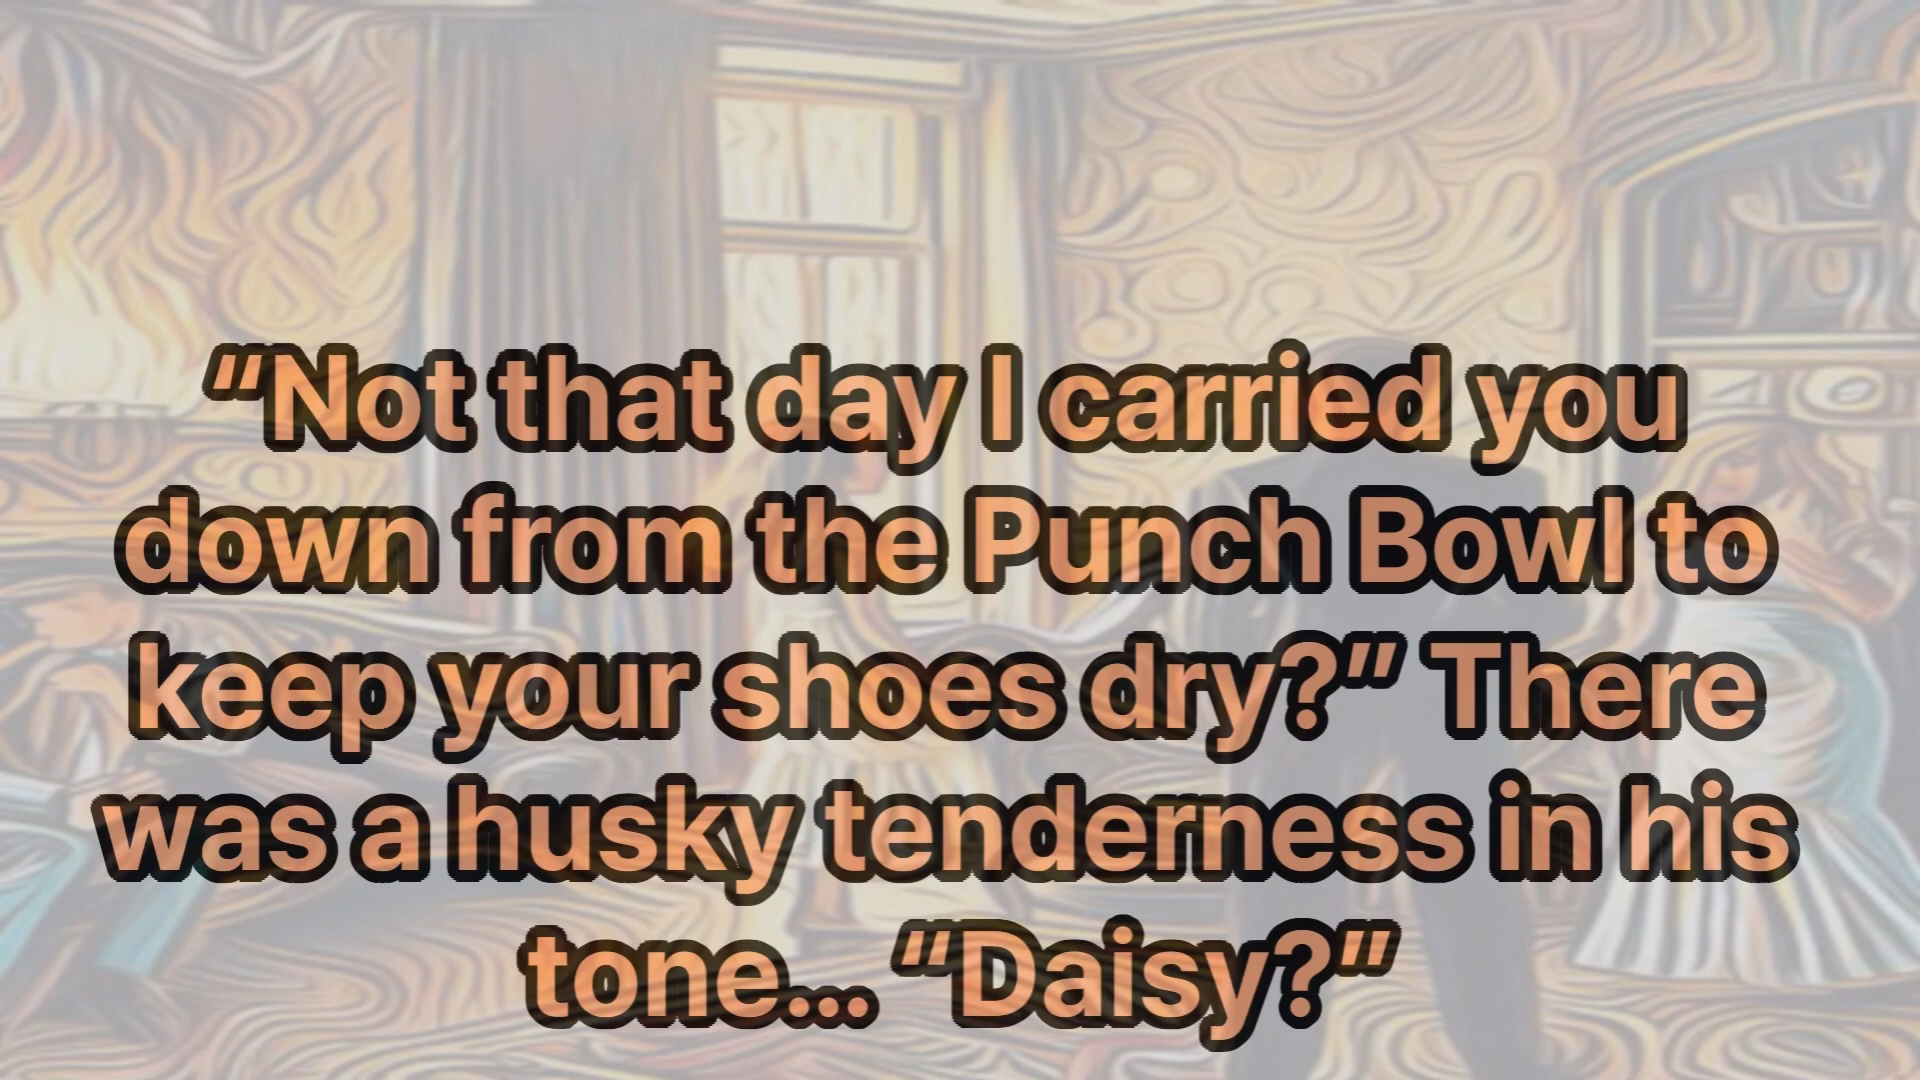 “Not that day I carried you
down from the Punch Bowl to
keep your shoes dry?” There
was a husky tenderness in his
tone... “Daisy?”